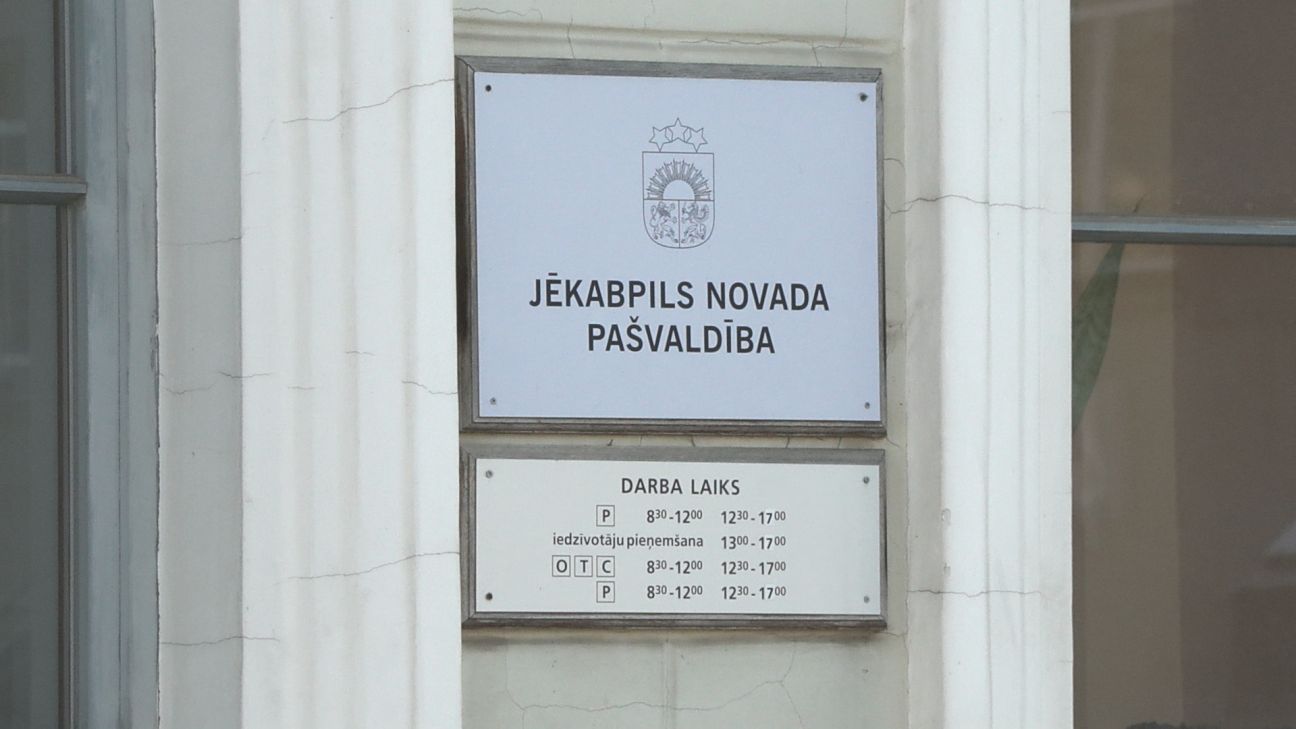 JĒKABPILS NOVADA
PAŠVALDĪBA
DARBA LAIKS
P 8³⁰-12⁰⁰ 12³⁰-17⁰⁰
iedzīvotāju pieņemšana 13⁰⁰-17⁰⁰
O T C 8³⁰-12⁰⁰ 12³⁰-17⁰⁰
P 8³⁰-12⁰⁰ 12³⁰-17⁰⁰